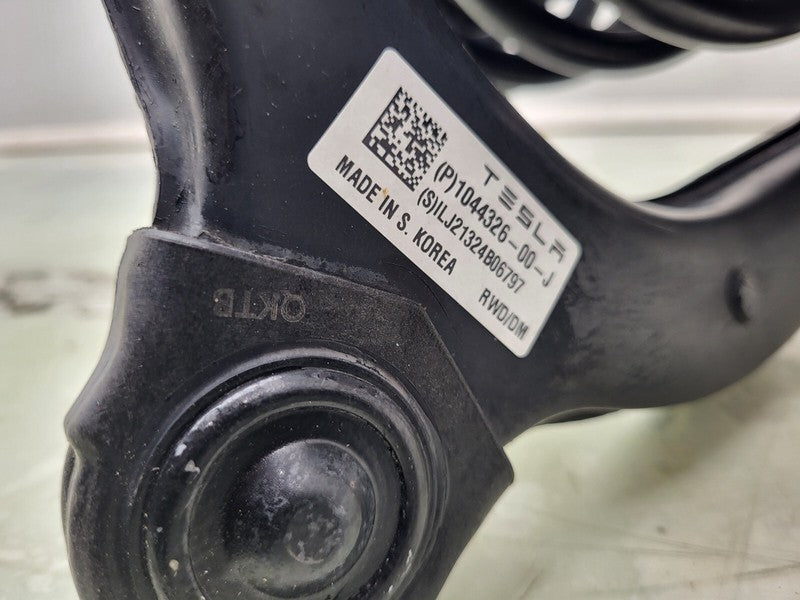 TESLA
(P)1044326-00-J
(S)ILJ21324B06797
MADE IN S. KOREA
RWD/DM
QKTB